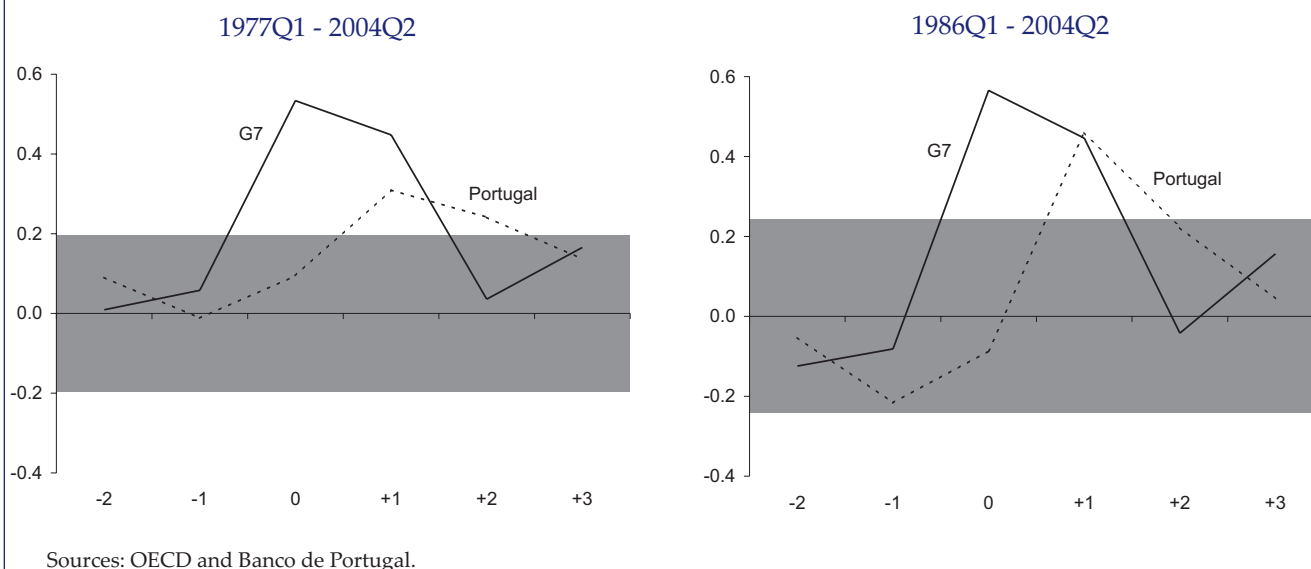 1977Q1 - 2004Q2
0.6
0.4
0.2
0.0
-0.2
-0.4
G7
Portugal
-2 -1 0 +1 +2 +3
1986Q1 - 2004Q2
0.6
0.4
0.2
0.0
-0.2
-0.4
G7
Portugal
-2 -1 0 +1 +2 +3
Sources: OECD and Banco de Portugal.